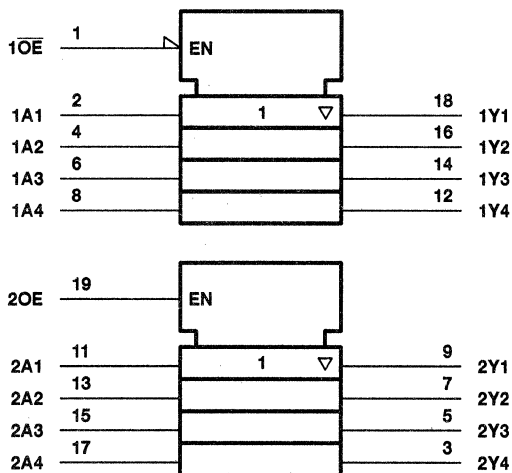 1O̅E̅ 1 EN
1A1 2 1 ▽ 18 1Y1
1A2 4 16 1Y2
1A3 6 14 1Y3
1A4 8 12 1Y4
2OE 19 EN
2A1 11 1 ▽ 9 2Y1
2A2 13 7 2Y2
2A3 15 5 2Y3
2A4 17 3 2Y4